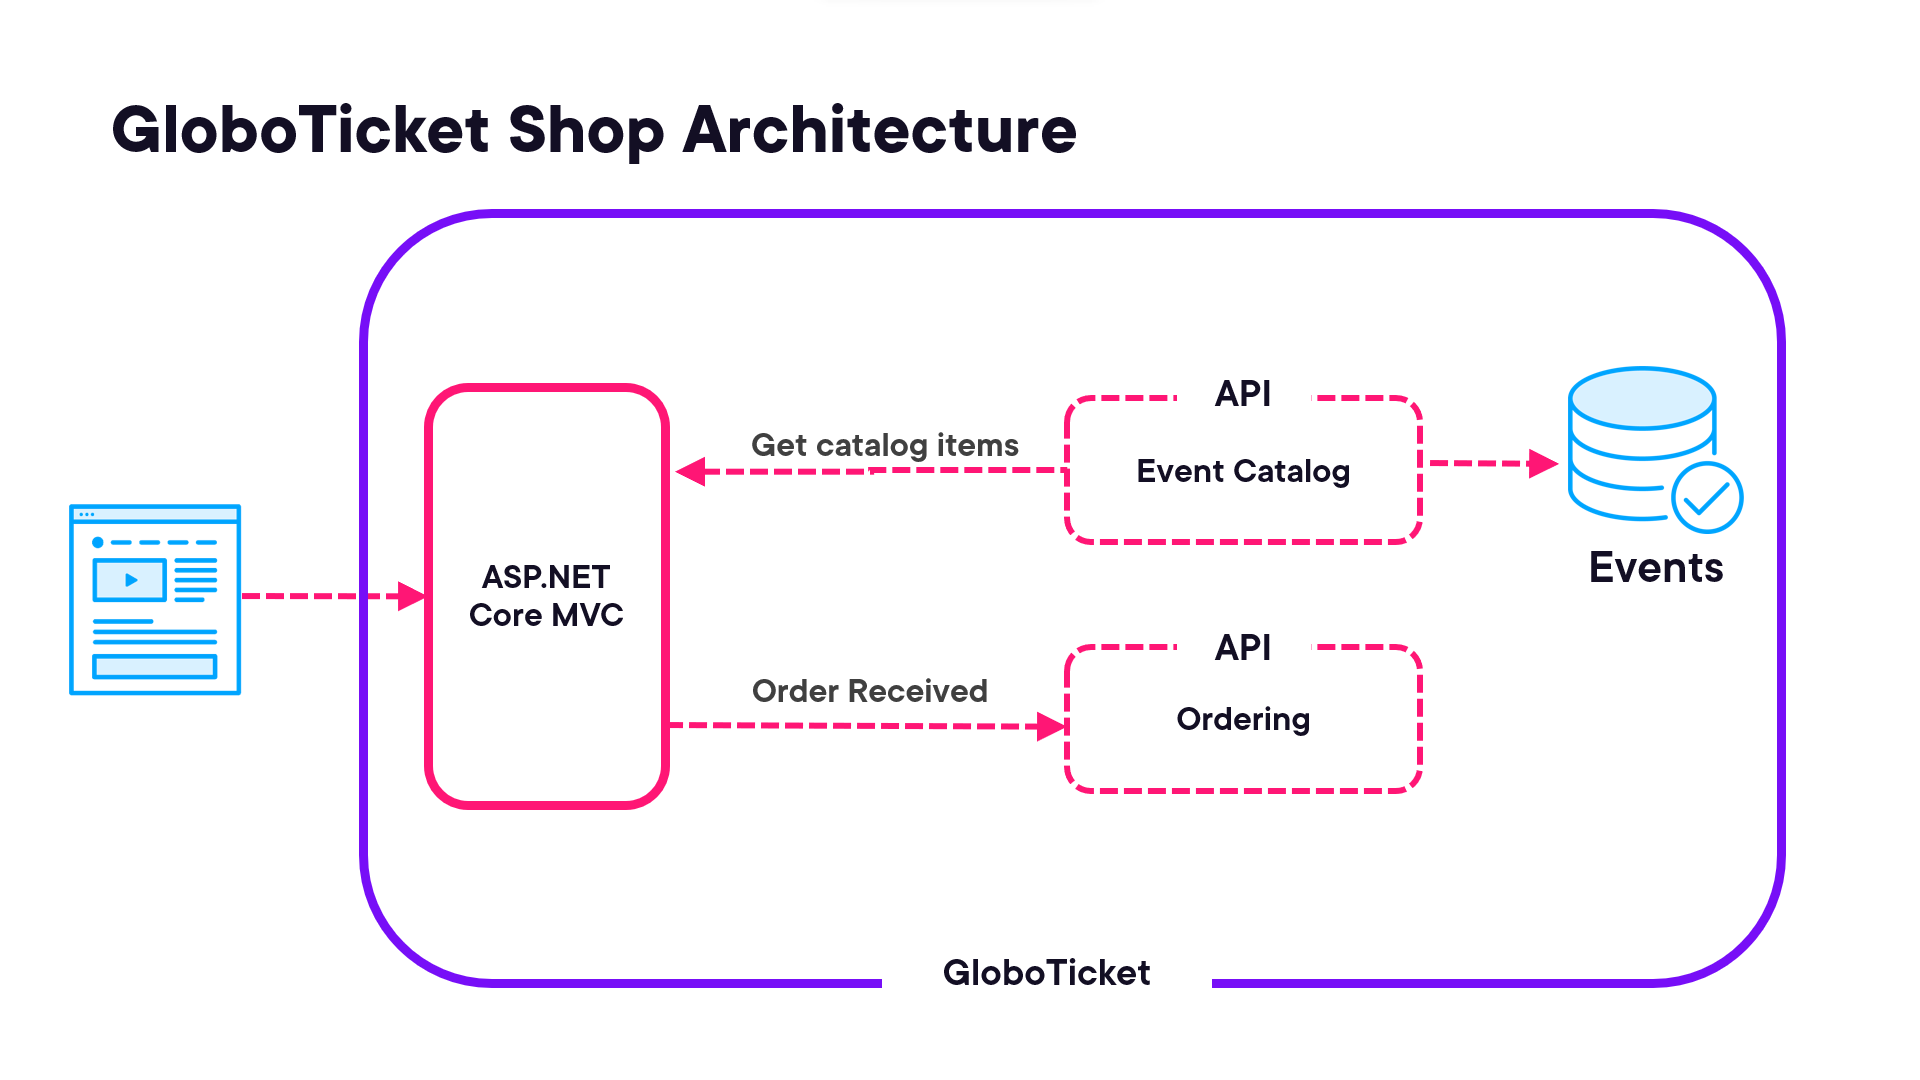 GloboTicket Shop Architecture
API
Get catalog items
Event Catalog
Events
ASP.NET
Core MVC
API
Order Received
Ordering
GloboTicket